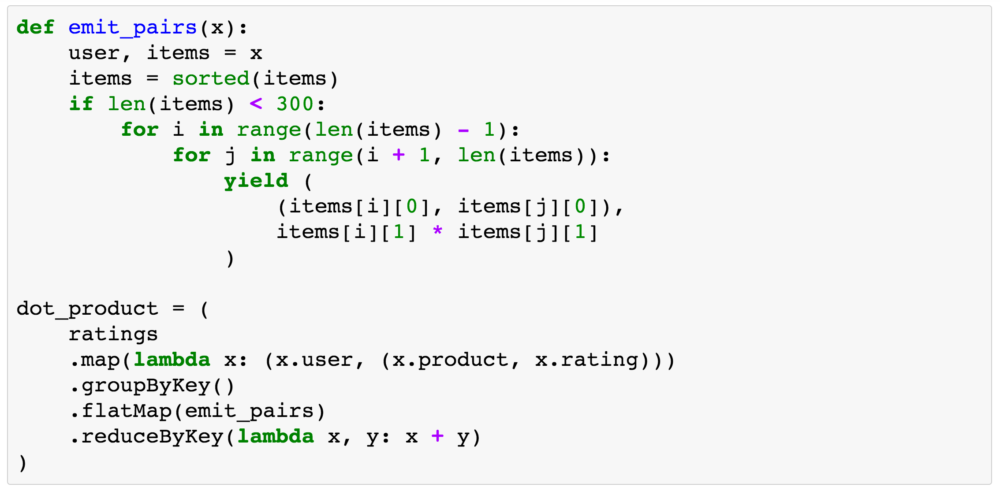 def emit_pairs(x):
    user, items = x
    items = sorted(items)
    if len(items) < 300:
        for i in range(len(items) - 1):
            for j in range(i + 1, len(items)):
                yield (
                    (items[i][0], items[j][0]),
                    items[i][1] * items[j][1]
                )
dot_product = (
    ratings
    .map(lambda x: (x.user, (x.product, x.rating)))
    .groupByKey()
    .flatMap(emit_pairs)
    .reduceByKey(lambda x, y: x + y)
)